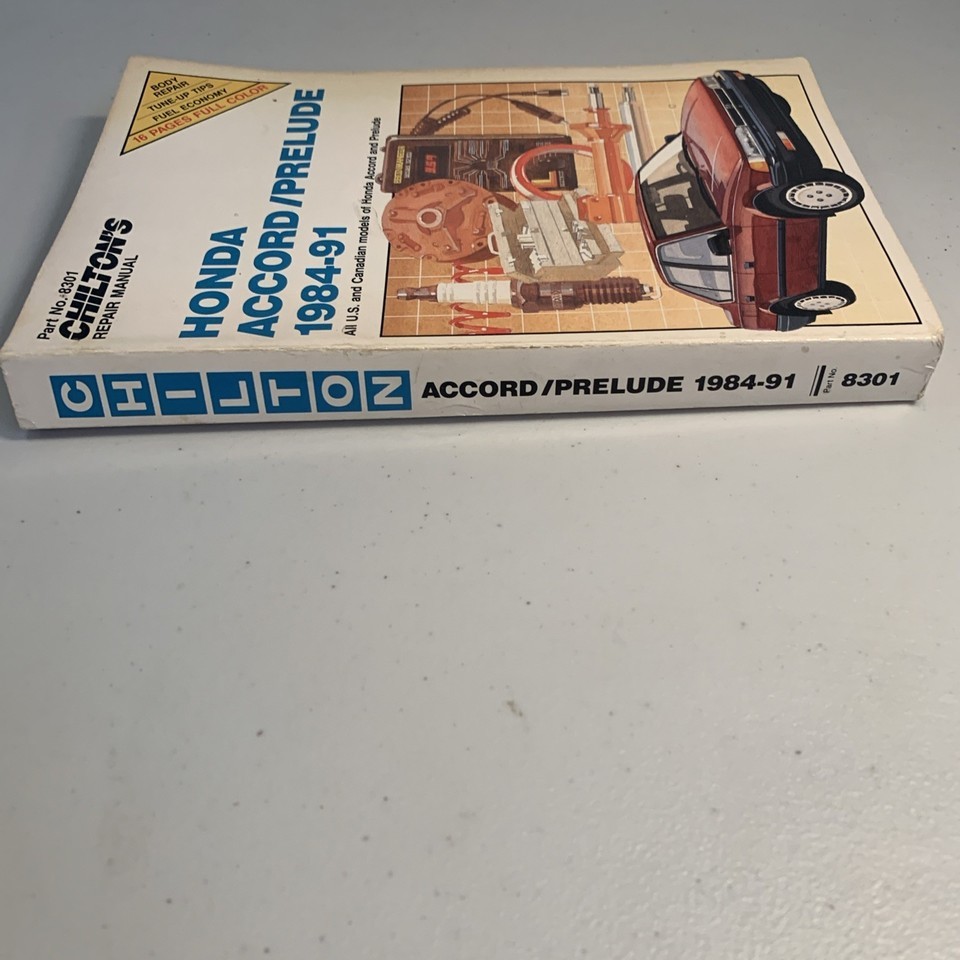 BODY
REPAIR
TUNE-UP TIPS
FUEL ECONOMY
16 PAGES FULL COLOR
Part No. 8301
CHILTON'S
REPAIR MANUAL
HONDA
ACCORD/PRELUDE
1984-91
All U.S. and Canadian models of Honda Accord and Prelude
CHILTON ACCORD/PRELUDE 1984-91 Part No 8301